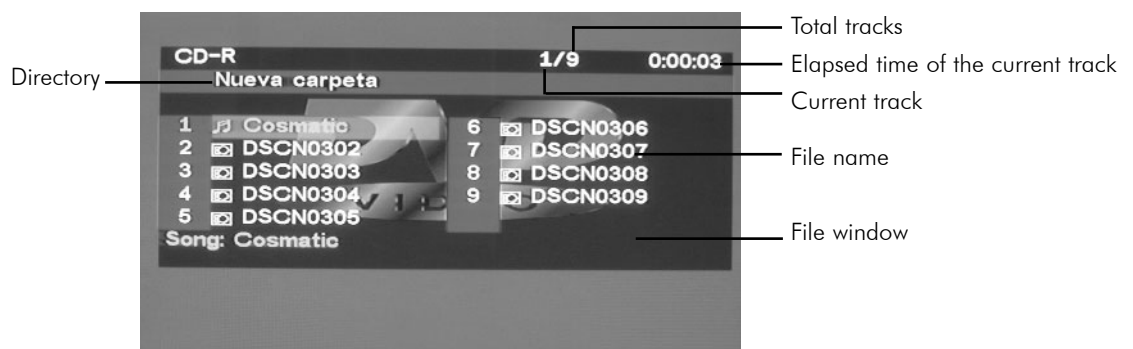 Total tracks
CD-R 1/9 0:00:03
Elapsed time of the current track
Directory
Nueva carpeta
Current track
1 Cosmatic
2 DSCN0302
3 DSCN0303
4 DSCN0304
5 DSCN0305
6 DSCN0306
7 DSCN0307
8 DSCN0308
9 DSCN0309
File name
VID
Song: Cosmatic
File window